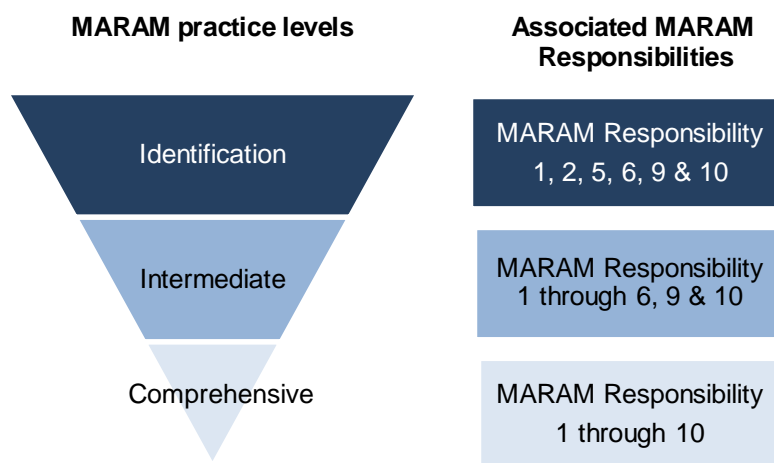 MARAM practice levels
Associated MARAM
Responsibilities
Identification
MARAM Responsibility
1, 2, 5, 6, 9 & 10
Intermediate
MARAM Responsibility
1 through 6, 9 & 10
Comprehensive
MARAM Responsibility
1 through 10